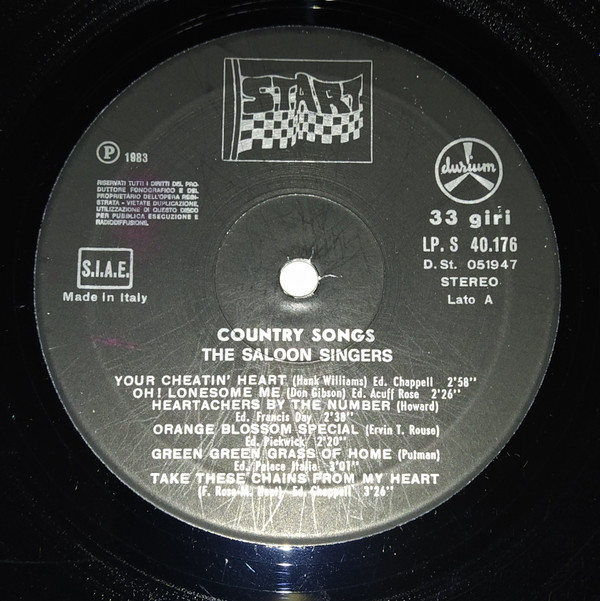 START
℗ 1983
RISERVATI TUTTI I DIRITTI DEL PRO-
DUTTORE FONOGRAFICO E DEL
PROPRIETARIO DELL'OPERA REGI-
STRATA - VIETATE DUPLICAZIONE,
UTILIZZAZIONE DI QUESTO DISCO
PER PUBBLICA ESECUZIONE E
RADIODIFFUSIONE.
S.I.A.E.
Made in Italy
durium
33 giri
LP. S 40.176
D. St. 051947
STEREO
Lato A
COUNTRY SONGS
THE SALOON SINGERS
YOUR CHEATIN' HEART (Hank Williams) Ed. Chappell 2'58''
OH! LONESOME ME (Don Gibson) Ed. Acuff Rose 2'26''
HEARTACHERS BY THE NUMBER (Howard)
Ed. Francis Day 2'38''
ORANGE BLOSSOM SPECIAL (Ervin T. Rouse)
Ed. Pickwick 2'20''
GREEN GREEN GRASS OF HOME (Putman)
Ed. Palace Italia 3'01''
TAKE THESE CHAINS FROM MY HEART
(F. Rose-M. Heat) Ed. Chappell 3'26''